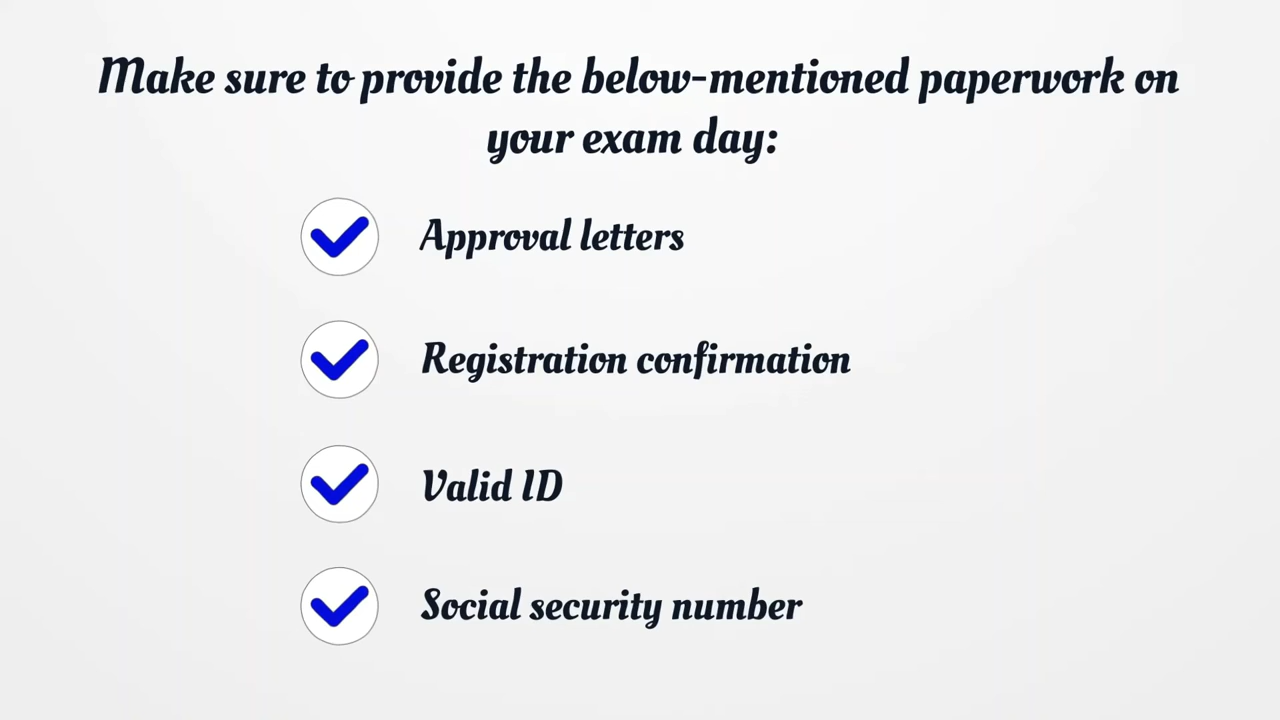 Make sure to provide the below-mentioned paperwork on
your exam day:
Approval letters
Registration confirmation
Valid ID
Social security number